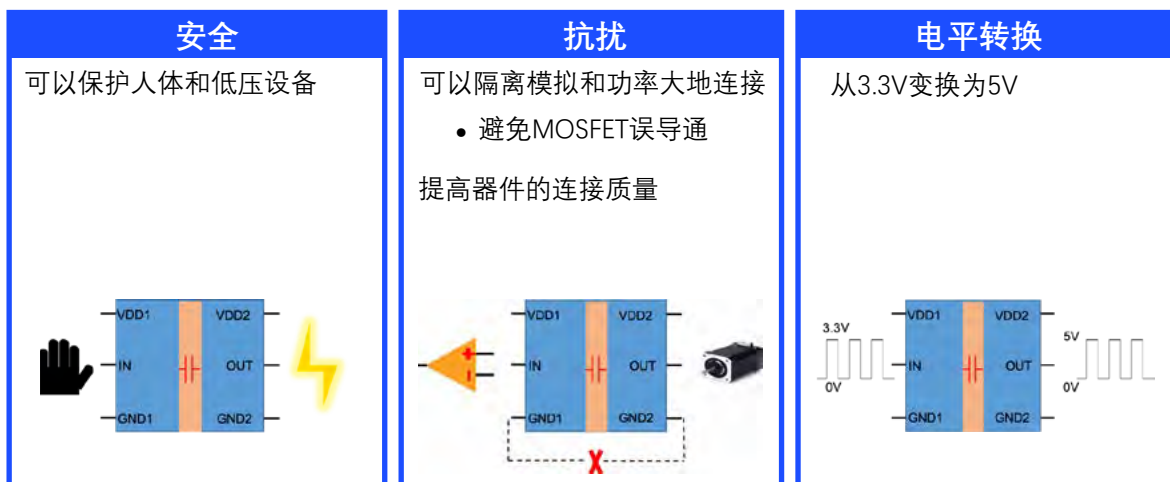 安全
可以保护人体和低压设备
VDD1
VDD2
IN
OUT
GND1
GND2
抗扰
可以隔离模拟和功率大地连接
• 避免MOSFET误导通
提高器件的连接质量
VDD1
VDD2
IN
OUT
GND1
GND2
X
电平转换
从3.3V变换为5V
3.3V
0V
VDD1
VDD2
IN
OUT
GND1
GND2
5V
0V